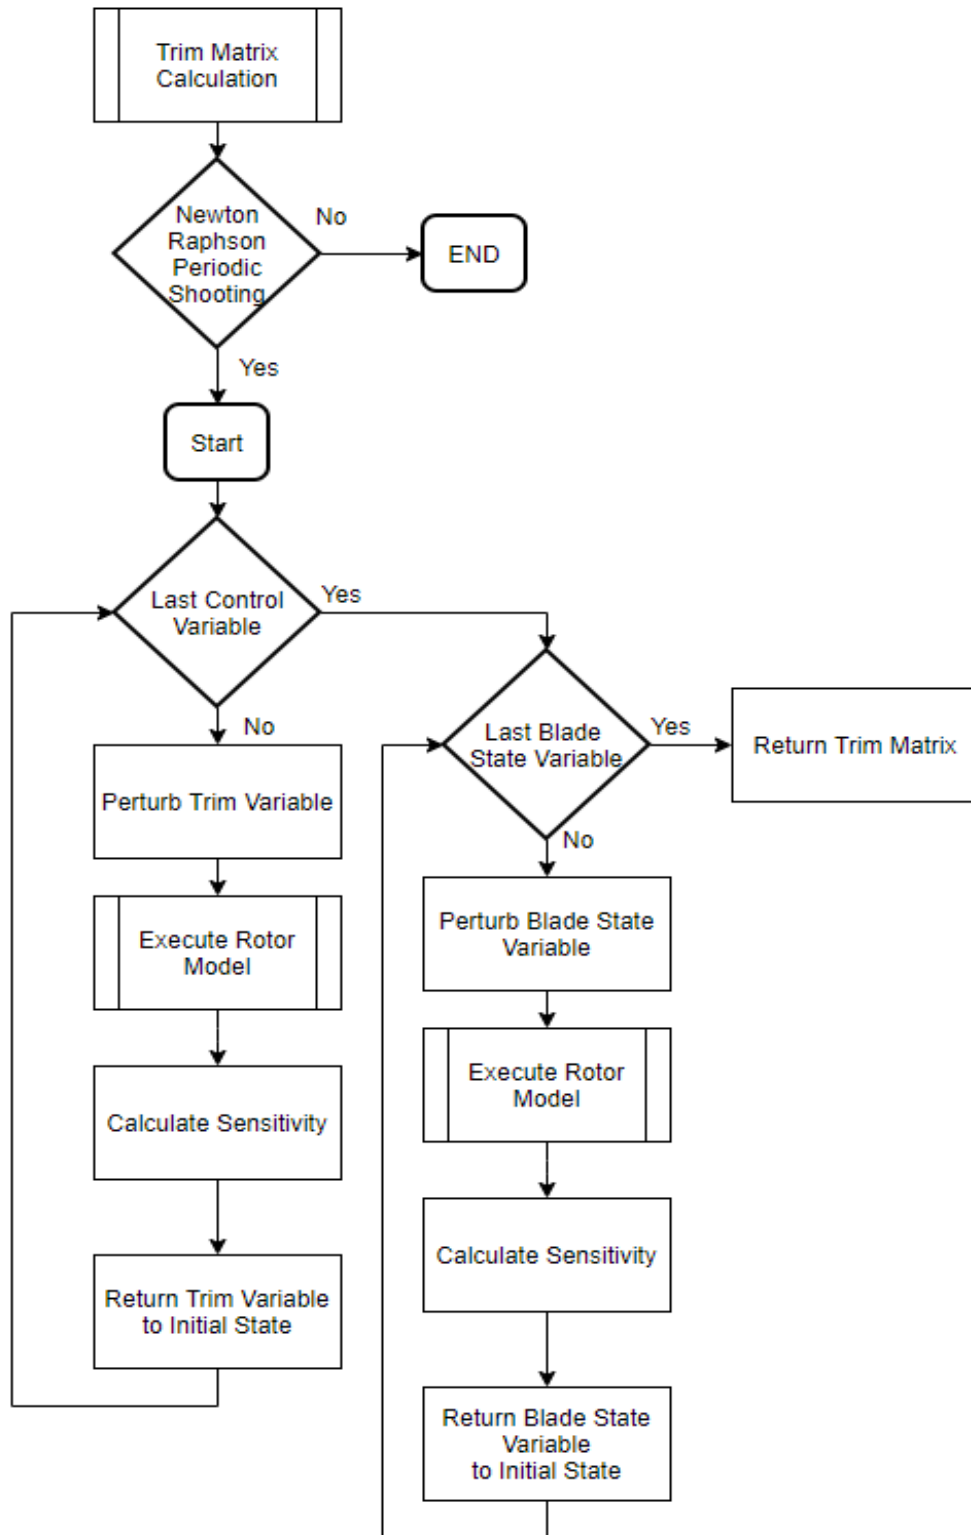 Trim Matrix
Calculation
Newton
Raphson
Periodic
Shooting
No
END
Yes
Start
Last Control
Variable
Yes
No
Perturb Trim Variable
Execute Rotor
Model
Calculate Sensitivity
Return Trim Variable
to Initial State
Last Blade
State Variable
Yes
Return Trim Matrix
No
Perturb Blade State
Variable
Execute Rotor
Model
Calculate Sensitivity
Return Blade State
Variable
to Initial State